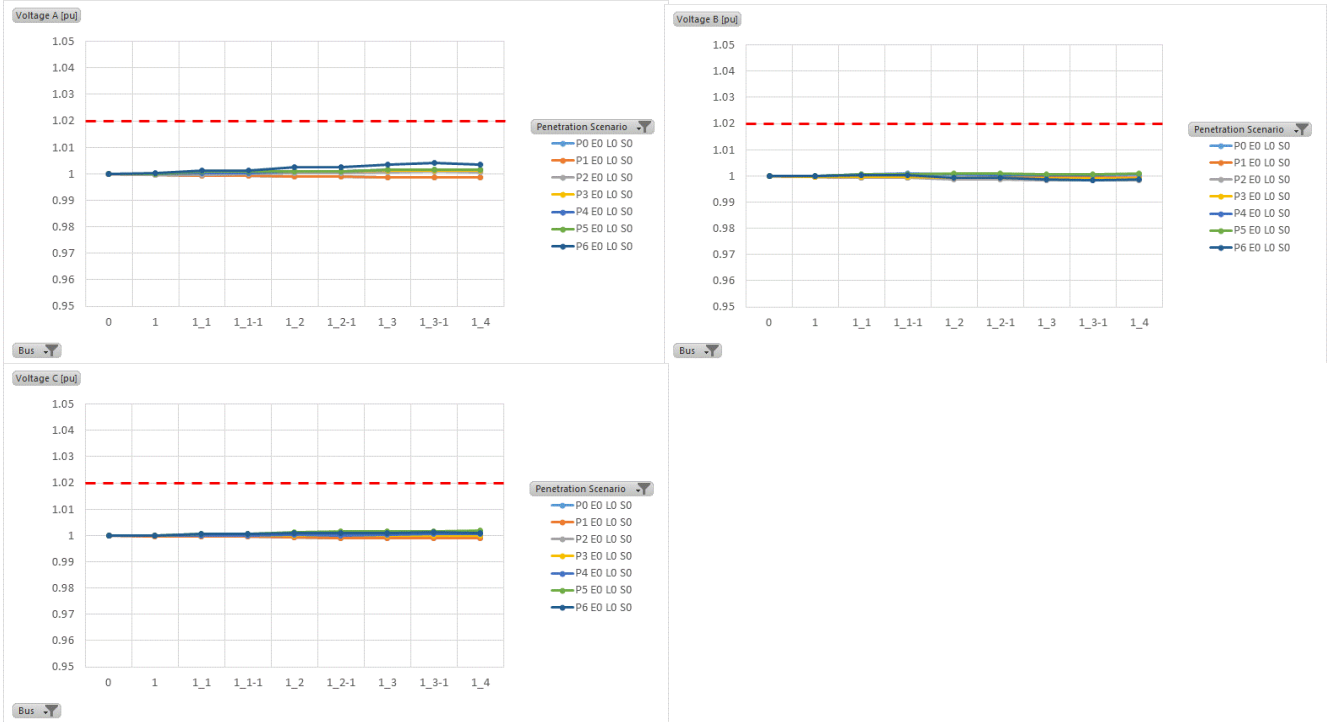 Voltage A [pu]
1.05
1.04
1.03
1.02
1.01
1
0.99
0.98
0.97
0.96
0.95
0 1 1_1 1_1-1 1_2 1_2-1 1_3 1_3-1 1_4
Penetration Scenario
P0 E0 L0 S0
P1 E0 L0 S0
P2 E0 L0 S0
P3 E0 L0 S0
P4 E0 L0 S0
P5 E0 L0 S0
P6 E0 L0 S0
Bus
Voltage B [pu]
1.05
1.04
1.03
1.02
1.01
1
0.99
0.98
0.97
0.96
0.95
0 1 1_1 1_1-1 1_2 1_2-1 1_3 1_3-1 1_4
Penetration Scenario
P0 E0 L0 S0
P1 E0 L0 S0
P2 E0 L0 S0
P3 E0 L0 S0
P4 E0 L0 S0
P5 E0 L0 S0
P6 E0 L0 S0
Bus
Voltage C [pu]
1.05
1.04
1.03
1.02
1.01
1
0.99
0.98
0.97
0.96
0.95
0 1 1_1 1_1-1 1_2 1_2-1 1_3 1_3-1 1_4
Penetration Scenario
P0 E0 L0 S0
P1 E0 L0 S0
P2 E0 L0 S0
P3 E0 L0 S0
P4 E0 L0 S0
P5 E0 L0 S0
P6 E0 L0 S0
Bus